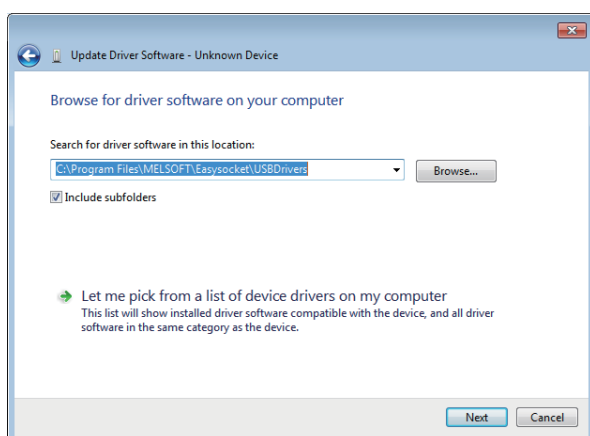 Update Driver Software - Unknown Device
Browse for driver software on your computer
Search for driver software in this location:
C:\Program Files\MELSOFT\Easysocket\USBDrivers
Browse...
Include subfolders
Let me pick from a list of device drivers on my computer
This list will show installed driver software compatible with the device, and all driver
software in the same category as the device.
Next
Cancel